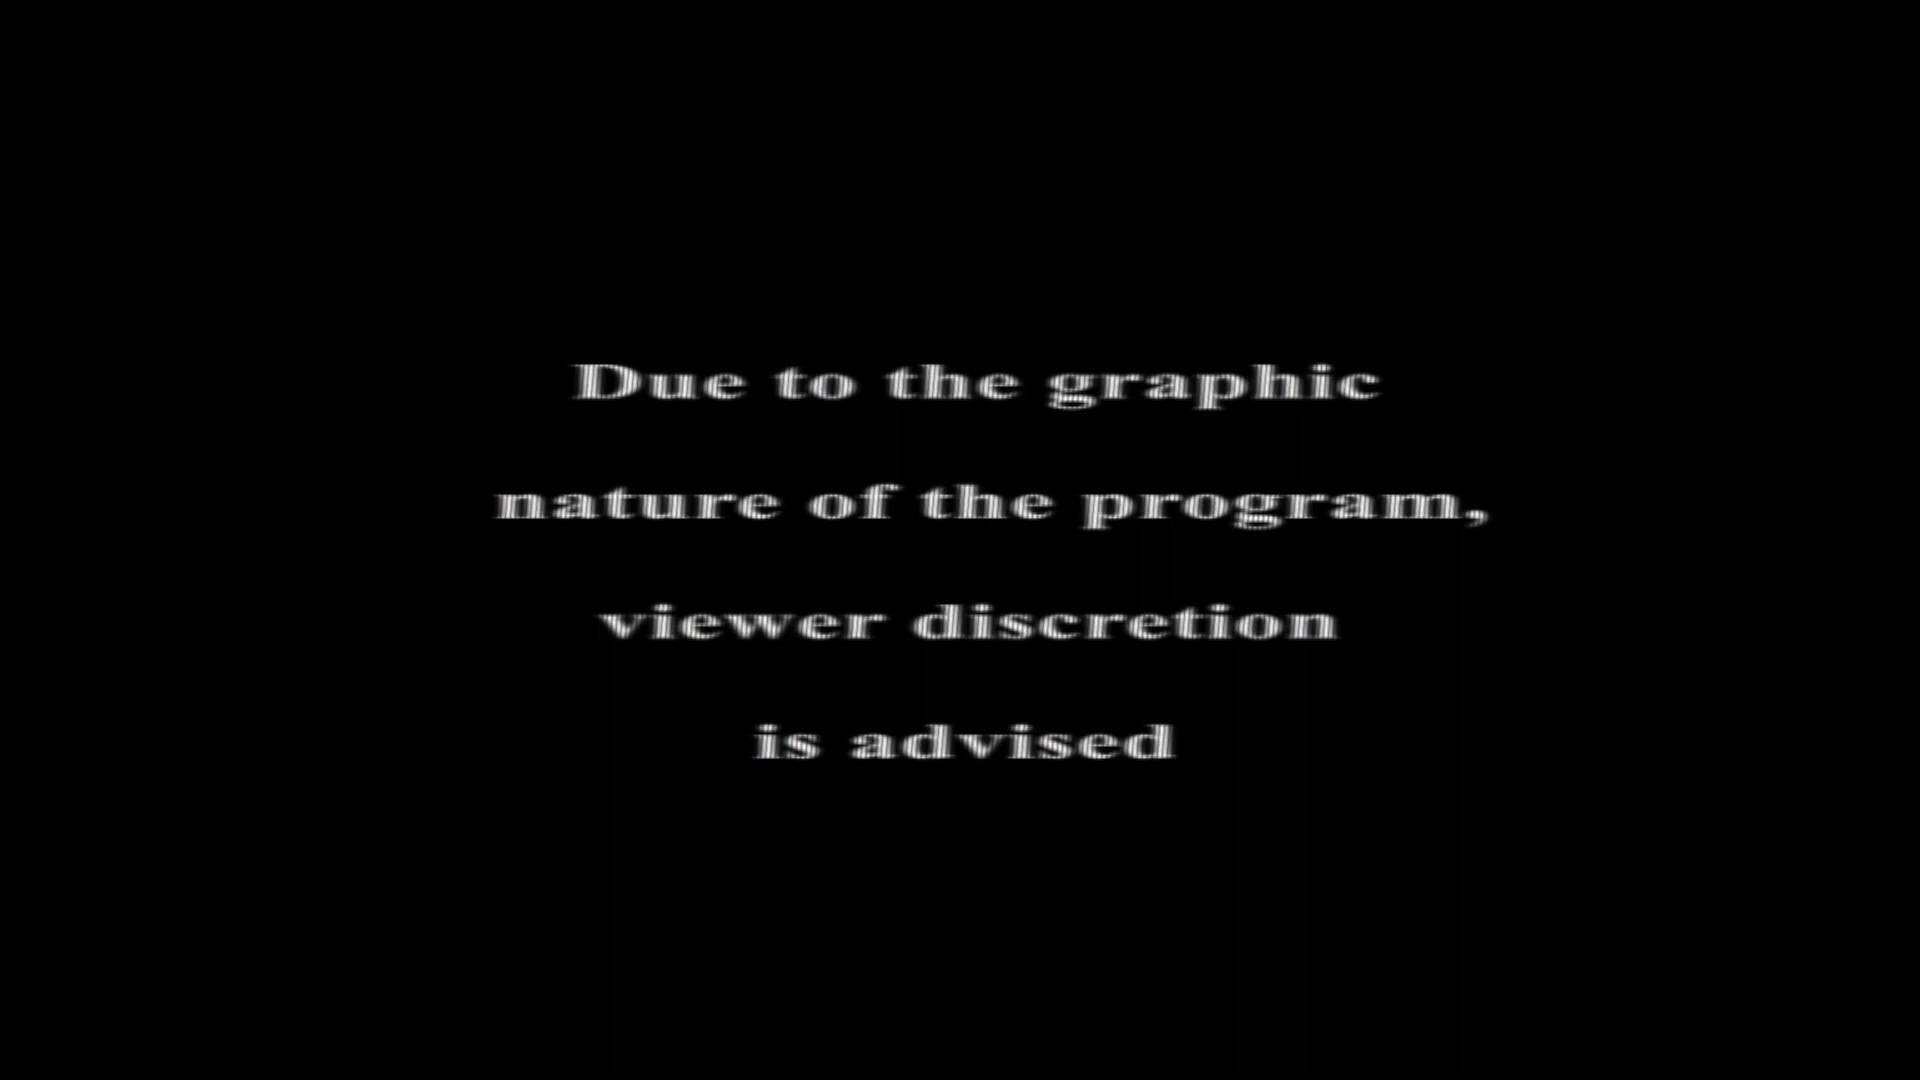 Due to the graphic
nature of the program,
viewer discretion
is advised